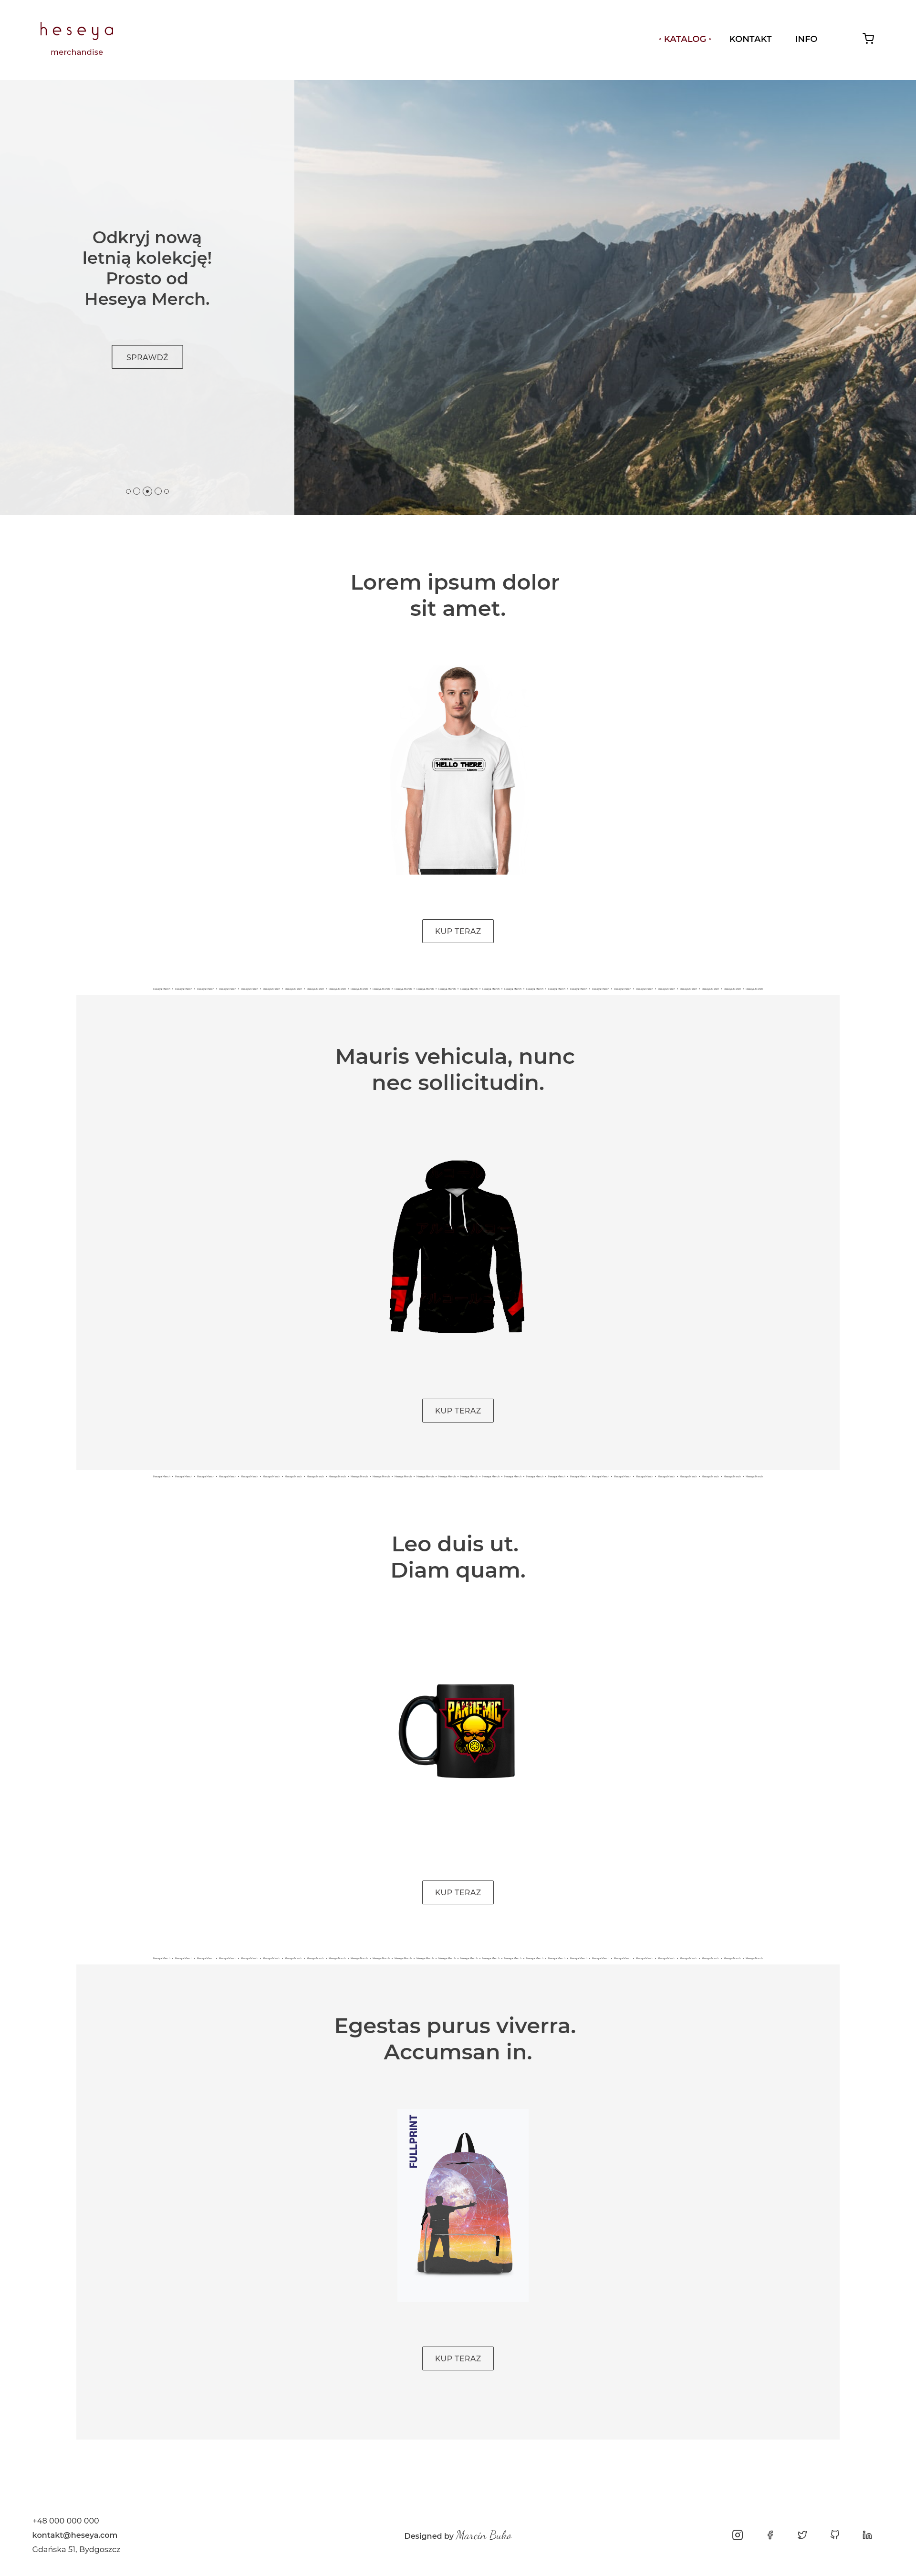 heseya
merchandise
• KATALOG •
KONTAKT
INFO
Odkryj nową
letnią kolekcję!
Prosto od
Heseya Merch.
SPRAWDŹ
Lorem ipsum dolor
sit amet.
GENERAL
HELLO THERE
KENOBI
KUP TERAZ
Mauris vehicula, nunc
nec sollicitudin.
KUP TERAZ
Leo duis ut.
Diam quam.
PANDEMIC
KUP TERAZ
Egestas purus viverra.
Accumsan in.
FULLPRINT
KUP TERAZ
+48 000 000 000
kontakt@heseya.com
Gdańska 51, Bydgoszcz
Designed by Marcin Buko